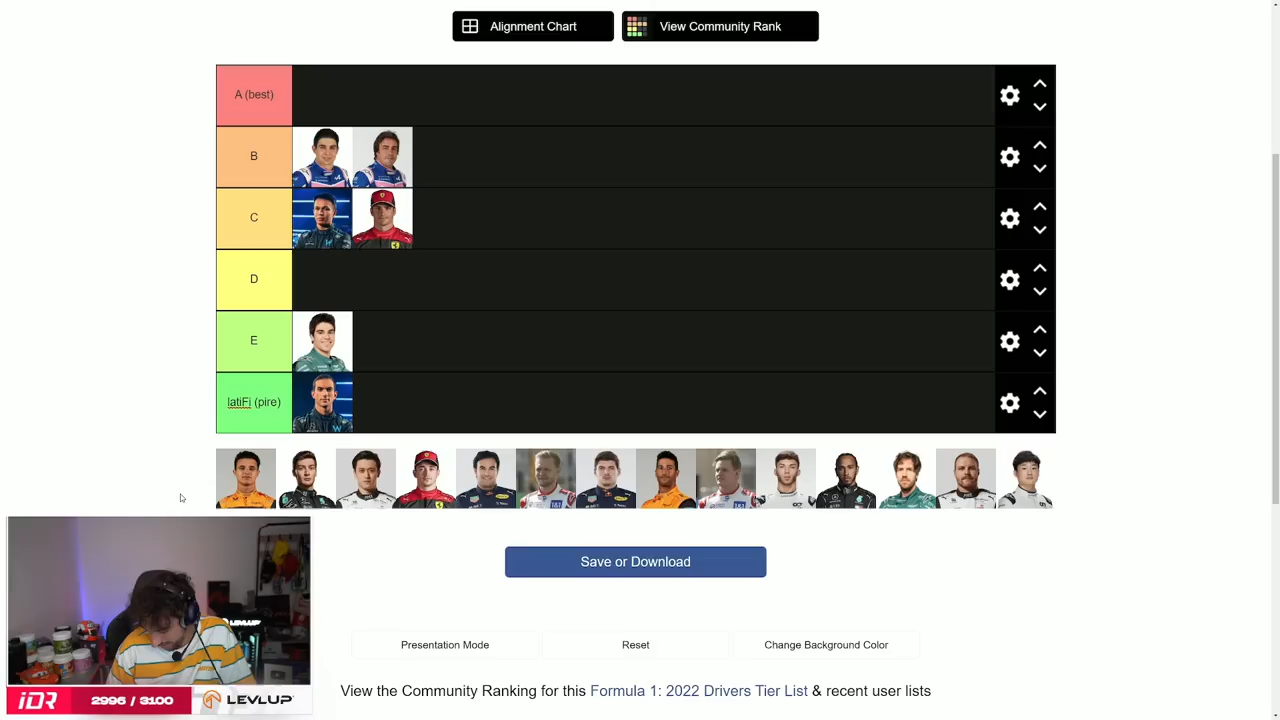 Alignment Chart
View Community Rank
A (best)
B
C
D
E
latiFi (pire)
Save or Download
Presentation Mode
Reset
Change Background Color
View the Community Ranking for this Formula 1: 2022 Drivers Tier List & recent user lists
iDR
2996 / 3100
LEVLUP